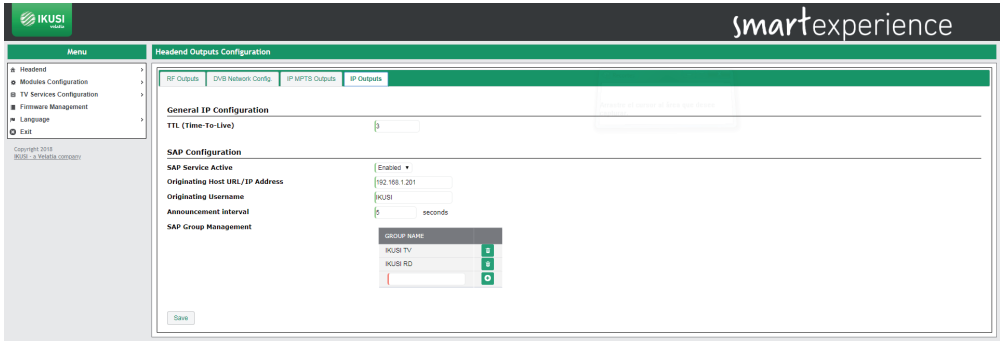 IKUSI
velatia
smartexperience
Menu
Headend
Modules Configuration
TV Services Configuration
Firmware Management
Language
Exit
Copyright 2018
IKUSI - a Velatia company
Headend Outputs Configuration
RF Outputs DVB Network Config. IP MPTS Outputs IP Outputs
General IP Configuration
TTL (Time-To-Live) 3
SAP Configuration
SAP Service Active Enabled
Originating Host URL/IP Address 192.168.1.201
Originating Username IKUSI
Announcement interval 5 seconds
SAP Group Management
GROUP NAME
IKUSI TV
IKUSI RD
Save